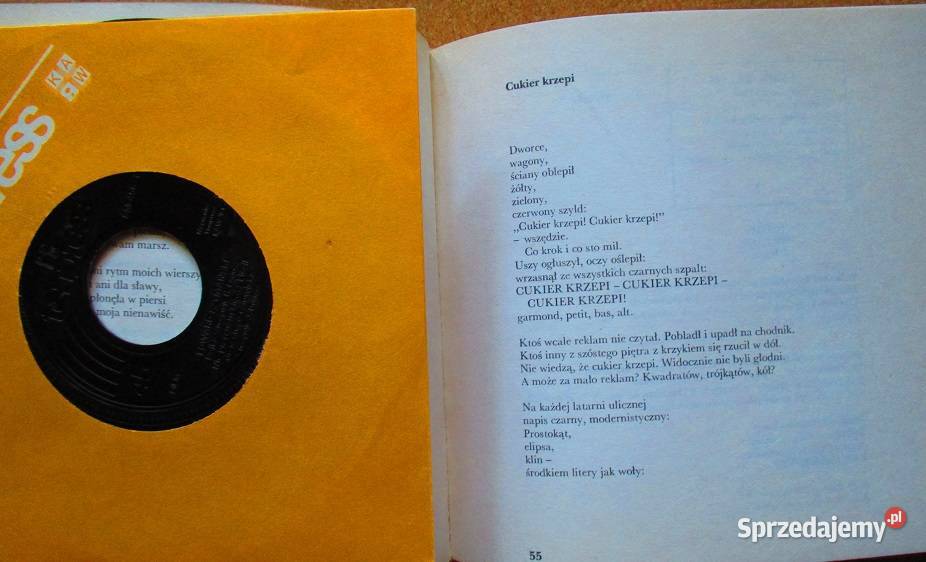 ess
KAW
wam marsz.
ni rytm moich wierszy
ani dla sławy,
płonęła w piersi
moja nienawiść.
Cukier krzepi
Dworce,
wagony,
ściany oblepił
żółty,
zielony,
czerwony szyld:
„Cukier krzepi! Cukier krzepi!”
– wszędzie.
Co krok i co sto mil.
Uszy ogłuszył, oczy oślepił:
wrzasnął ze wszystkich czarnych szpalt:
CUKIER KRZEPI – CUKIER KRZEPI –
CUKIER KRZEPI!
garmond, petit, bas, alt.
Ktoś wcale reklam nie czytał. Pobladł i upadł na chodnik.
Ktoś inny z szóstego piętra z krzykiem się rzucił w dół.
Nie wiedzą, że cukier krzepi. Widocznie nie byli głodni.
A może za mało reklam? Kwadratów, trójkątów, kół?
Na każdej latarni ulicznej
napis czarny, modernistyczny:
Prostokąt,
elipsa,
klin –
środkiem litery jak woły:
55
Sprzedajemy.pl